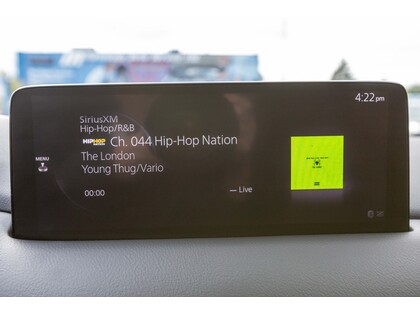 4:22pm
SiriusXM
Hip-Hop/R&B
HIPHOP Ch. 044 Hip-Hop Nation
MENU
The London
Young Thug/Vario
00:00
Live